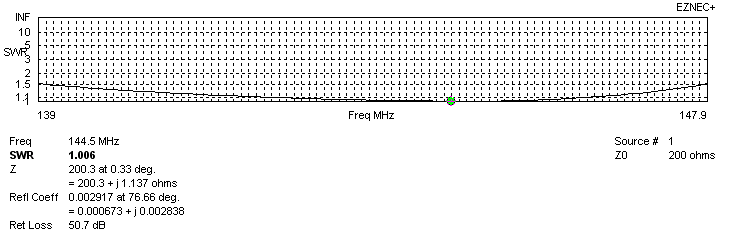 EZNEC+
INF
10
5
SWR
3
2
1.5
1.1
139 Freq MHz 147.9
Freq 144.5 MHz Source # 1
SWR 1.006 Z0 200 ohms
Z 200.3 at 0.33 deg.
= 200.3 + j 1.137 ohms
Refl Coeff 0.002917 at 76.66 deg.
= 0.000673 + j 0.002838
Ret Loss 50.7 dB